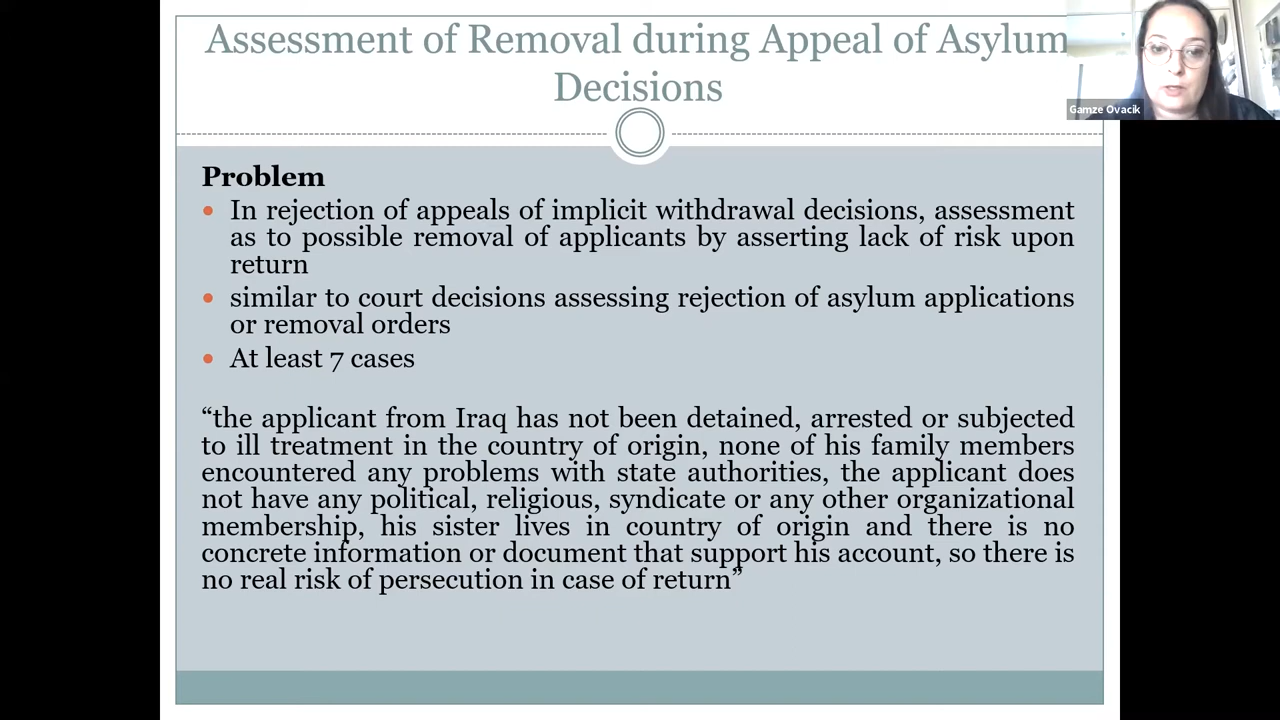 Assessment of Removal during Appeal of Asylum
Decisions
Gamze Ovacik
Problem
• In rejection of appeals of implicit withdrawal decisions, assessment
as to possible removal of applicants by asserting lack of risk upon
return
• similar to court decisions assessing rejection of asylum applications
or removal orders
• At least 7 cases
“the applicant from Iraq has not been detained, arrested or subjected
to ill treatment in the country of origin, none of his family members
encountered any problems with state authorities, the applicant does
not have any political, religious, syndicate or any other organizational
membership, his sister lives in country of origin and there is no
concrete information or document that support his account, so there is
no real risk of persecution in case of return”